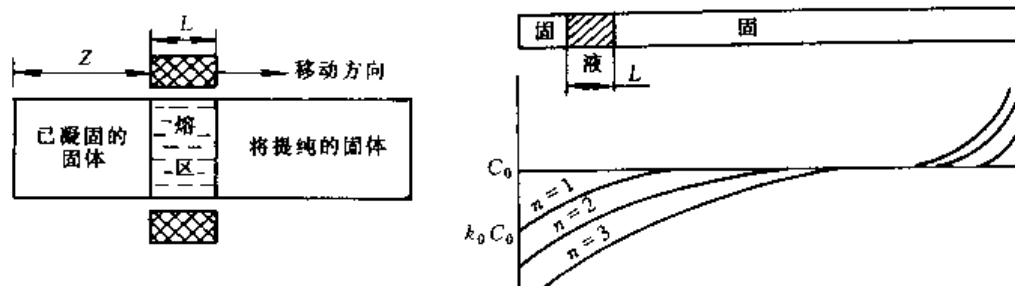 L
Z
移动方向
已凝固的
固体
熔
区
将提纯的固体
固
固
液
L
C₀
n=1
n=2
k₀C₀
n=3